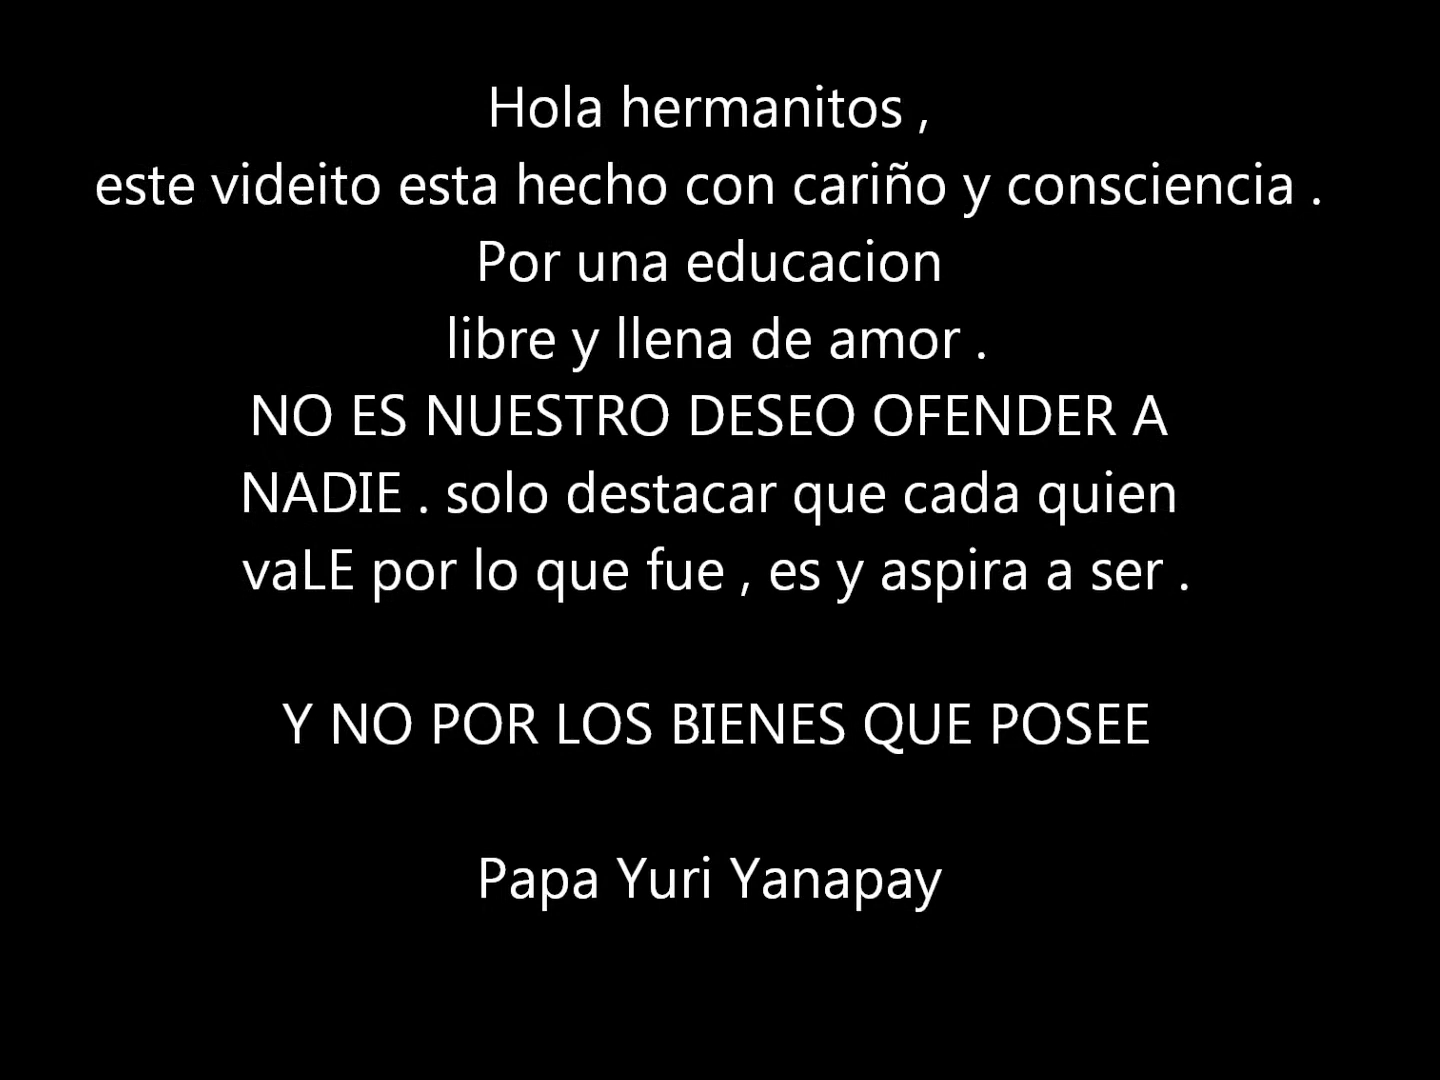 Hola hermanitos ,
este videito esta hecho con cariño y consciencia .
Por una educacion
libre y llena de amor .
NO ES NUESTRO DESEO OFENDER A
NADIE . solo destacar que cada quien
vaLE por lo que fue , es y aspira a ser .
Y NO POR LOS BIENES QUE POSEE
Papa Yuri Yanapay